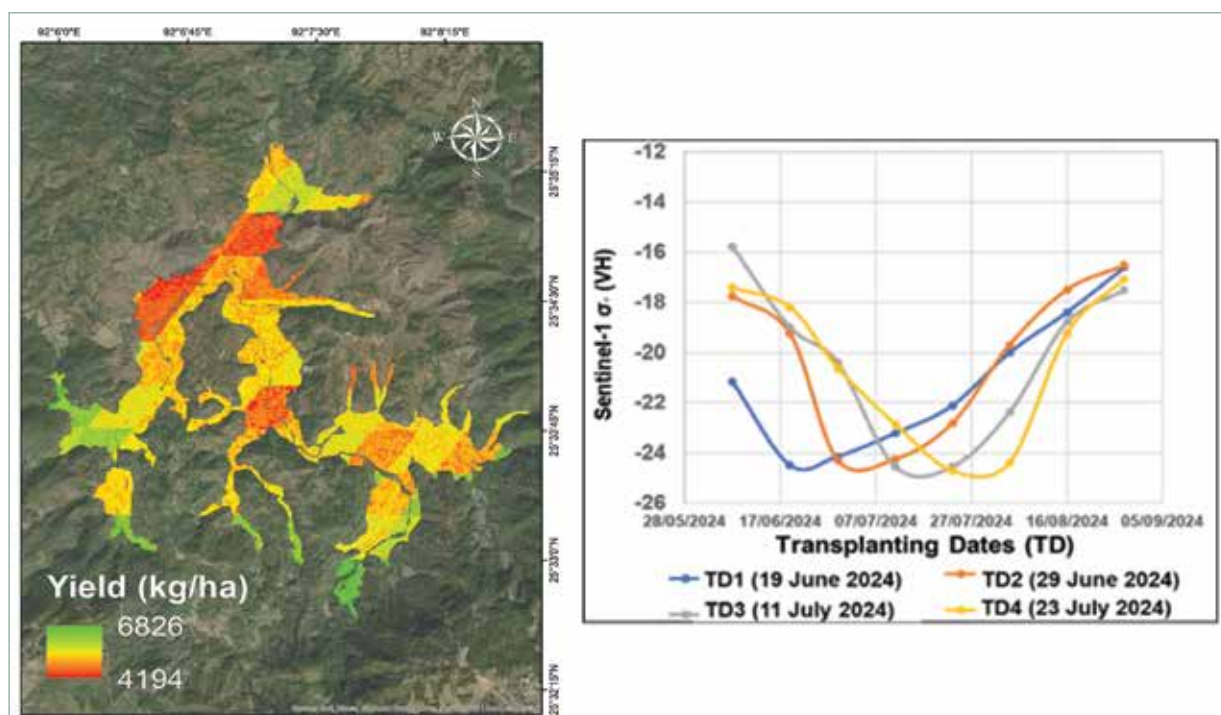 92°6'0"E 92°6'45"E 92°7'30"E 92°8'15"E
N
W E
S
25°35'15"N
25°34'30"N
25°33'45"N
25°33'0"N
25°32'15"N
Yield (kg/ha)
6826
4194
Sentinel-1 σ° (VH)
-12
-14
-16
-18
-20
-22
-24
-26
28/05/2024 17/06/2024 07/07/2024 27/07/2024 16/08/2024 05/09/2024
Transplanting Dates (TD)
TD1 (19 June 2024) TD2 (29 June 2024)
TD3 (11 July 2024) TD4 (23 July 2024)